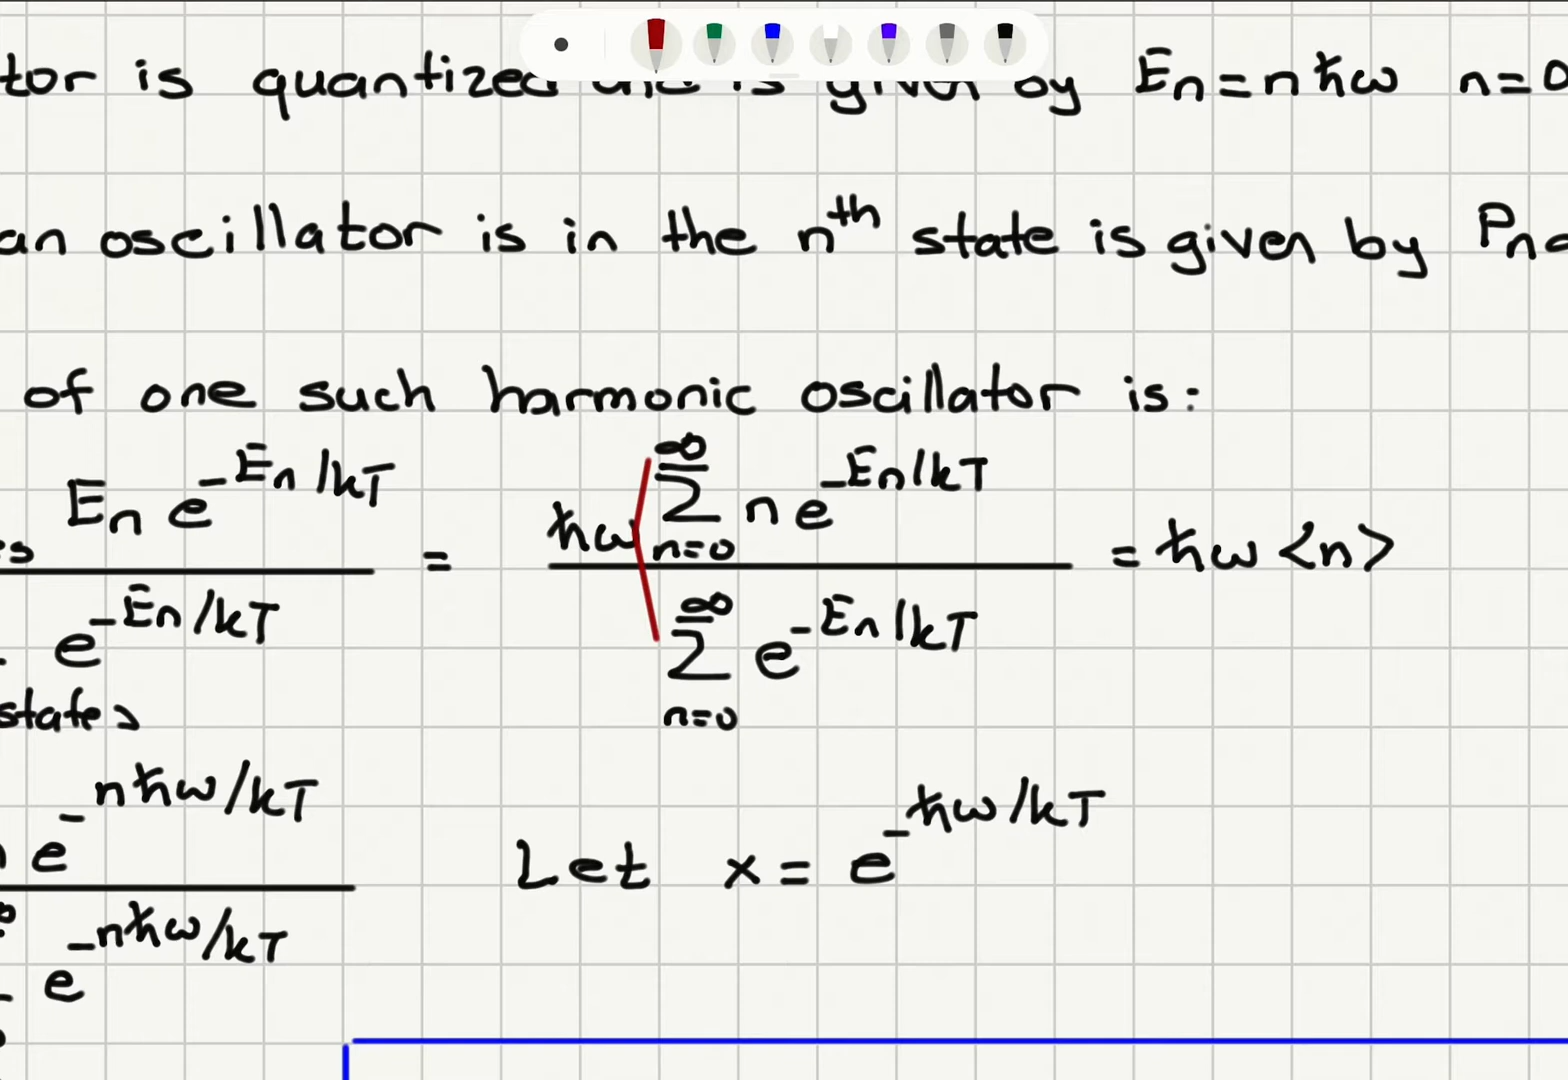 tor is quantized and is given by En = nħω n=0
an oscillator is in the nᵗʰ state is given by Pn
of one such harmonic oscillator is:
En e^-En/kT = ħω ∑_{n=0}^{∞} n e^-En/kT = ħω <n>
e^-En/kT ∑_{n=0}^{∞} e^-En/kT
states
e^-nħω/kT Let x = e^-ħω/kT
e^-nħω/kT